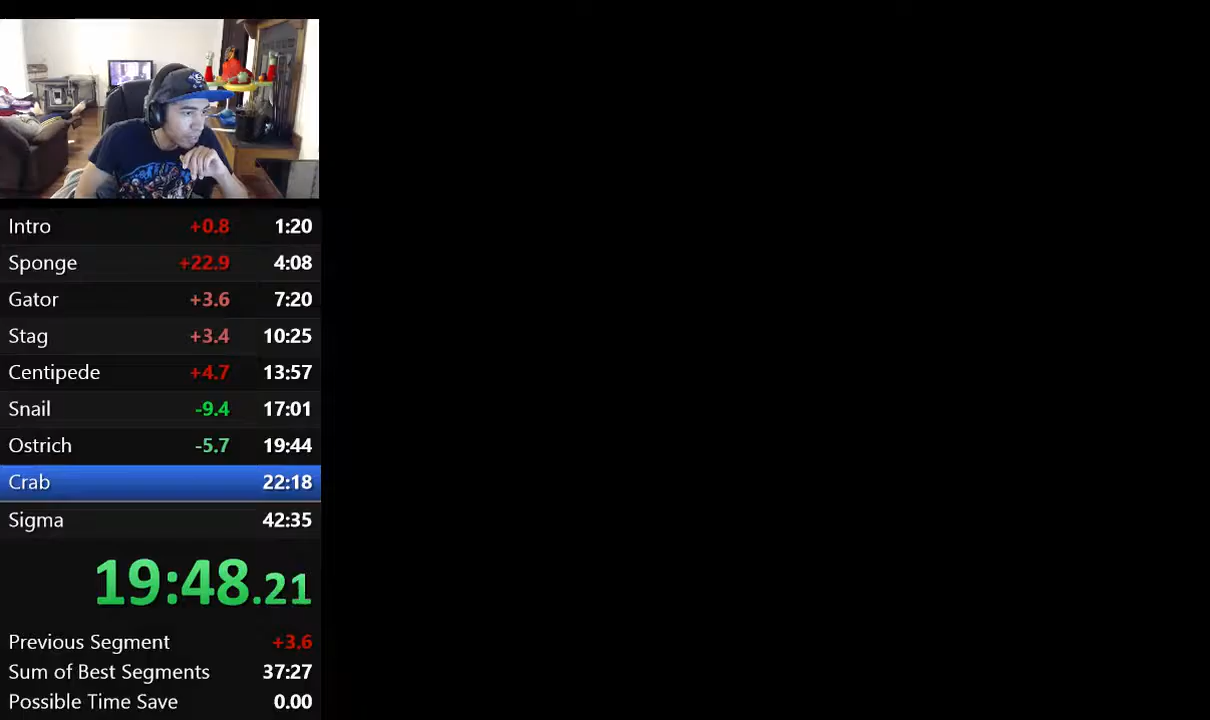 Intro +0.8 1:20
Sponge +22.9 4:08
Gator +3.6 7:20
Stag +3.4 10:25
Centipede +4.7 13:57
Snail -9.4 17:01
Ostrich -5.7 19:44
Crab 22:18
Sigma 42:35
19:48.21
Previous Segment +3.6
Sum of Best Segments 37:27
Possible Time Save 0.00